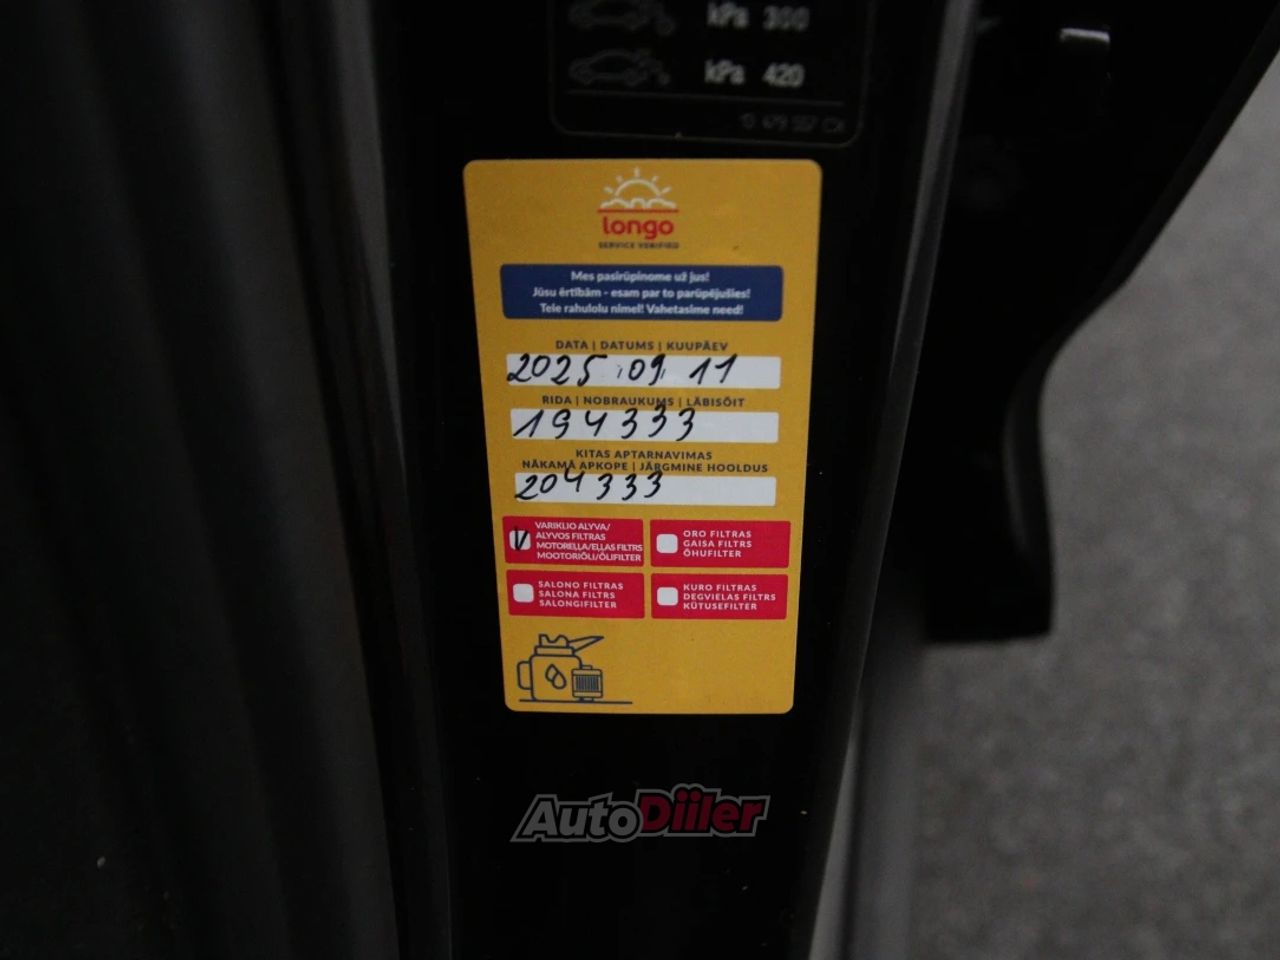 kPa 300
kPa 420
longo
SERVICE VERIFIED
Mes pasirūpinome už jus!
Jūsu ērtībām - esam par to parūpējušies!
Teie rahulolu nimel! Vahetasime need!
DATA | DATUMS | KUUPÄEV
2025.09.11
RIDA | NOBRAUKUMS | LÄBISÕIT
194333
KITAS APTARNAVIMAS
NĀKAMĀ APKOPE | JÄRGMINE HOOLDUS
204333
V
VARIKLIO ALYVA/
ALYVOS FILTRAS
MOTOREĻĻA/EĻĻAS FILTRS
MOOTORIÕLI/ÕLIFILTER
ORO FILTRAS
GAISA FILTRS
ÕHUFILTER
SALONO FILTRAS
SALONA FILTRS
SALONGIFILTER
KURO FILTRAS
DEGVIELAS FILTRS
KÜTUSEFILTER
AutoDiiler